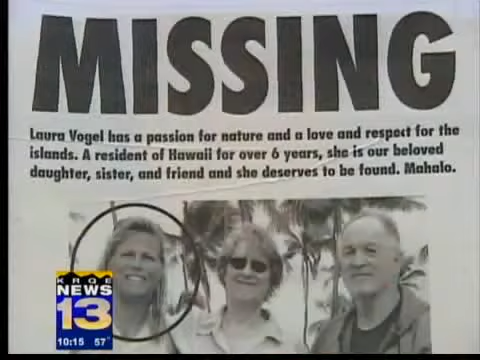 MISSING
Laura Vogel has a passion for nature and a love and respect for the
islands. A resident of Hawaii for over 6 years, she is our beloved
daughter, sister, and friend and she deserves to be found. Mahalo.
KRQE
NEWS
13
10:15 57°